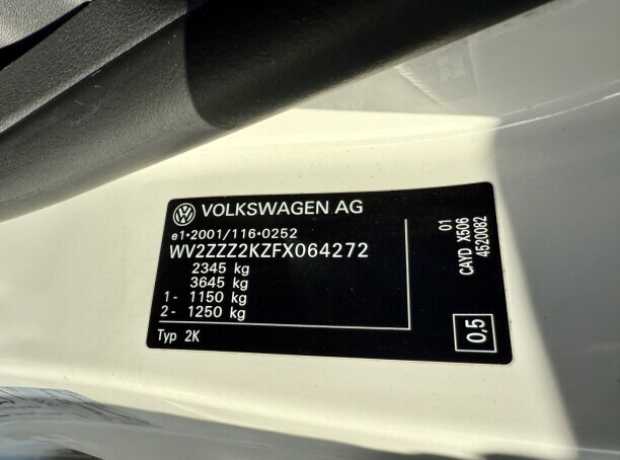 VOLKSWAGEN AG
e1*2001/116*0252
WV2ZZZ2KZFX064272
2345 kg
3645 kg
1- 1150 kg
2- 1250 kg
Typ 2K
01
CAYD X506
4520082
0,5